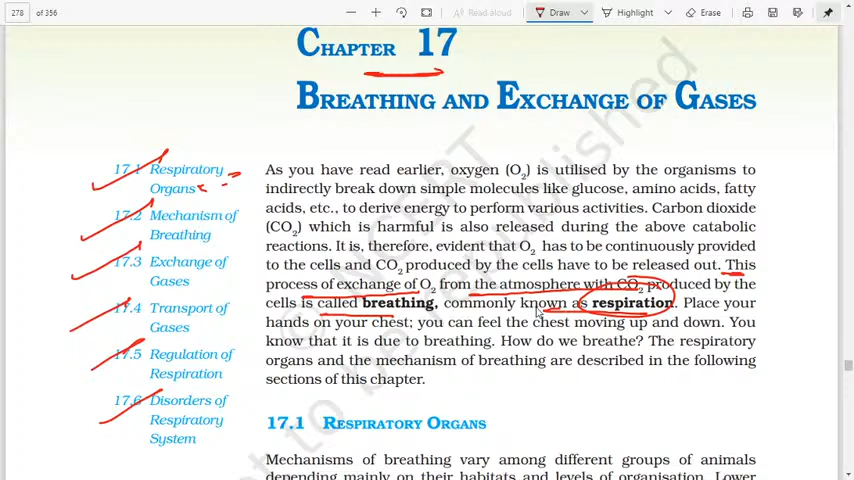 278 of 356
Read aloud
Draw
Highlight
Erase
CHAPTER 17
BREATHING AND EXCHANGE OF GASES
17.1 Respiratory
Organs
17.2 Mechanism of
Breathing
17.3 Exchange of
Gases
17.4 Transport of
Gases
17.5 Regulation of
Respiration
17.6 Disorders of
Respiratory
System
As you have read earlier, oxygen (O2) is utilised by the organisms to
indirectly break down simple molecules like glucose, amino acids, fatty
acids, etc., to derive energy to perform various activities. Carbon dioxide
(CO2) which is harmful is also released during the above catabolic
reactions. It is, therefore, evident that O2 has to be continuously provided
to the cells and CO2 produced by the cells have to be released out. This
process of exchange of O2 from the atmosphere with CO2 produced by the
cells is called breathing, commonly known as respiration. Place your
hands on your chest; you can feel the chest moving up and down. You
know that it is due to breathing. How do we breathe? The respiratory
organs and the mechanism of breathing are described in the following
sections of this chapter.
17.1 RESPIRATORY ORGANS
Mechanisms of breathing vary among different groups of animals
depending mainly on their habitats and levels of organisation. Lower
© NCERT
not to be republished